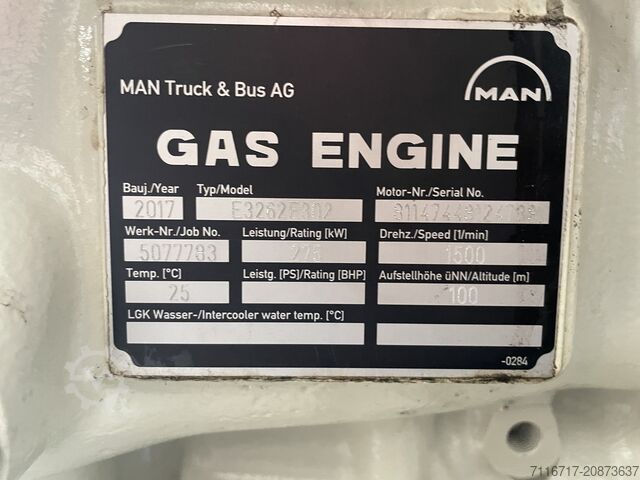 MAN Truck & Bus AG
MAN
GAS ENGINE
Bauj./Year Typ/Model Motor-Nr./Serial No.
2017 E3262E302
Werk-Nr./Job No. Leistung/Rating [kW] Drehz./Speed [1/min]
5077783 275 1500
Temp. [°C] Leistg. [PS]/Rating [BHP] Aufstellhöhe üNN/Altitude [m]
25 100
LGK Wasser-/Intercooler water temp. [°C]
-0284
7116717-20873637